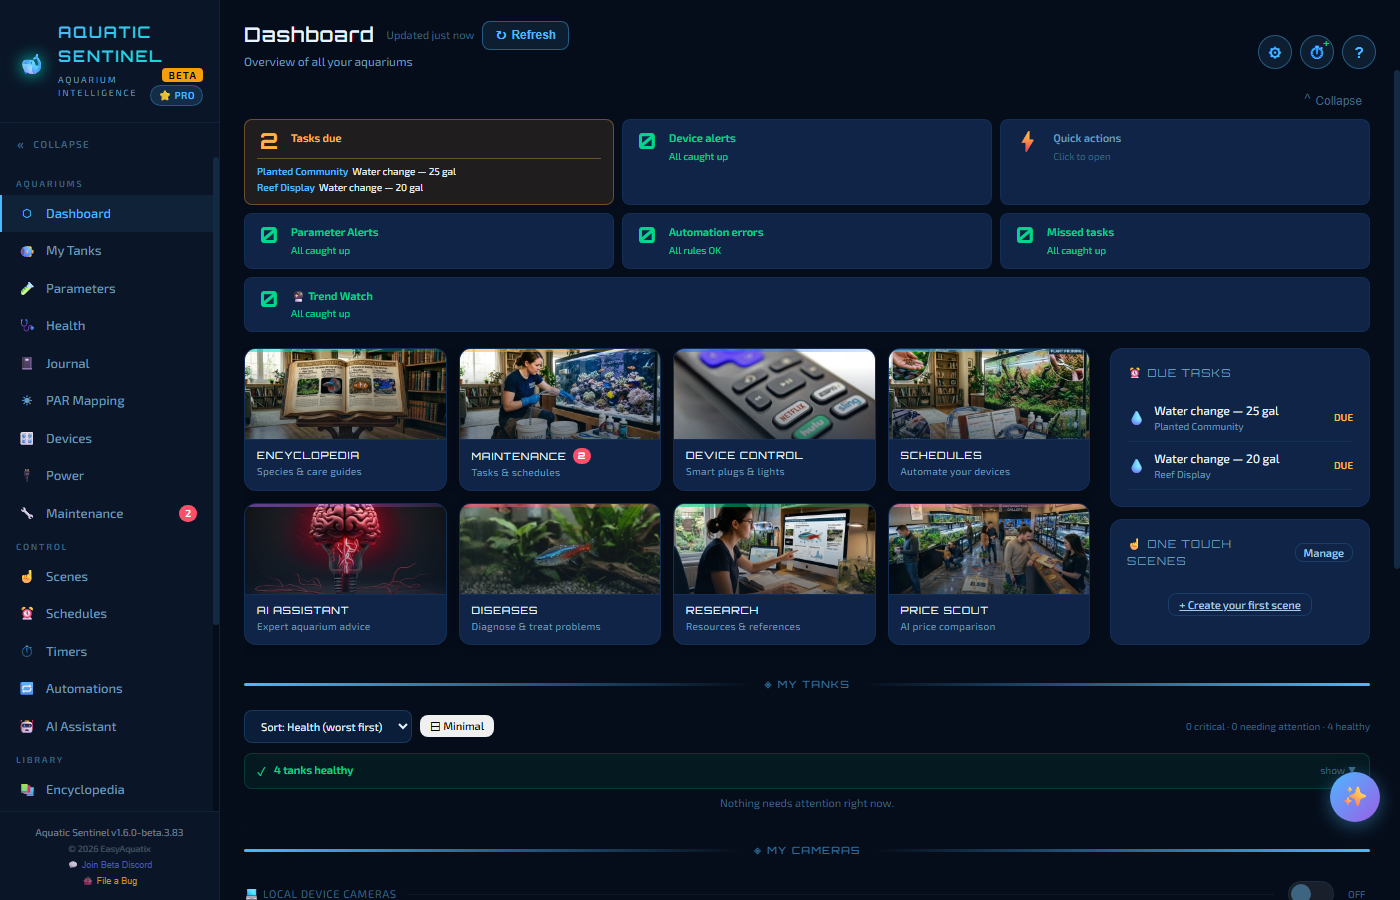 AQUATIC
SENTINEL
AQUARIUM
INTELLIGENCE
BETA
⭐ PRO
« COLLAPSE
AQUARIUMS
Dashboard
My Tanks
Parameters
Health
Journal
PAR Mapping
Devices
Power
Maintenance 2
CONTROL
Scenes
Schedules
Timers
Automations
AI Assistant
LIBRARY
Encyclopedia
Aquatic Sentinel v1.6.0-beta.3.83
© 2026 EasyAquatix
Join Beta Discord
File a Bug
Dashboard Updated just now ↻ Refresh
Overview of all your aquariums
?
^ Collapse
2 Tasks due
Planted Community Water change — 25 gal
Reef Display Water change — 20 gal
0 Device alerts
All caught up
Quick actions
Click to open
0 Parameter Alerts
All caught up
0 Automation errors
All rules OK
0 Missed tasks
All caught up
0 Trend Watch
All caught up
NETFLIX
hulu
sling
ENCYCLOPEDIA
Species & care guides
MAINTENANCE 2
Tasks & schedules
DEVICE CONTROL
Smart plugs & lights
SCHEDULES
Automate your devices
AI ASSISTANT
Expert aquarium advice
DISEASES
Diagnose & treat problems
RESEARCH
Resources & references
PRICE SCOUT
AI price comparison
DUE TASKS
Water change — 25 gal DUE
Planted Community
Water change — 20 gal DUE
Reef Display
ONE TOUCH
SCENES
Manage
+ Create your first scene
◈ MY TANKS
Sort: Health (worst first)
⊟ Minimal
0 critical · 0 needing attention · 4 healthy
✓ 4 tanks healthy
show ▼
Nothing needs attention right now.
◈ MY CAMERAS
LOCAL DEVICE CAMERAS
OFF